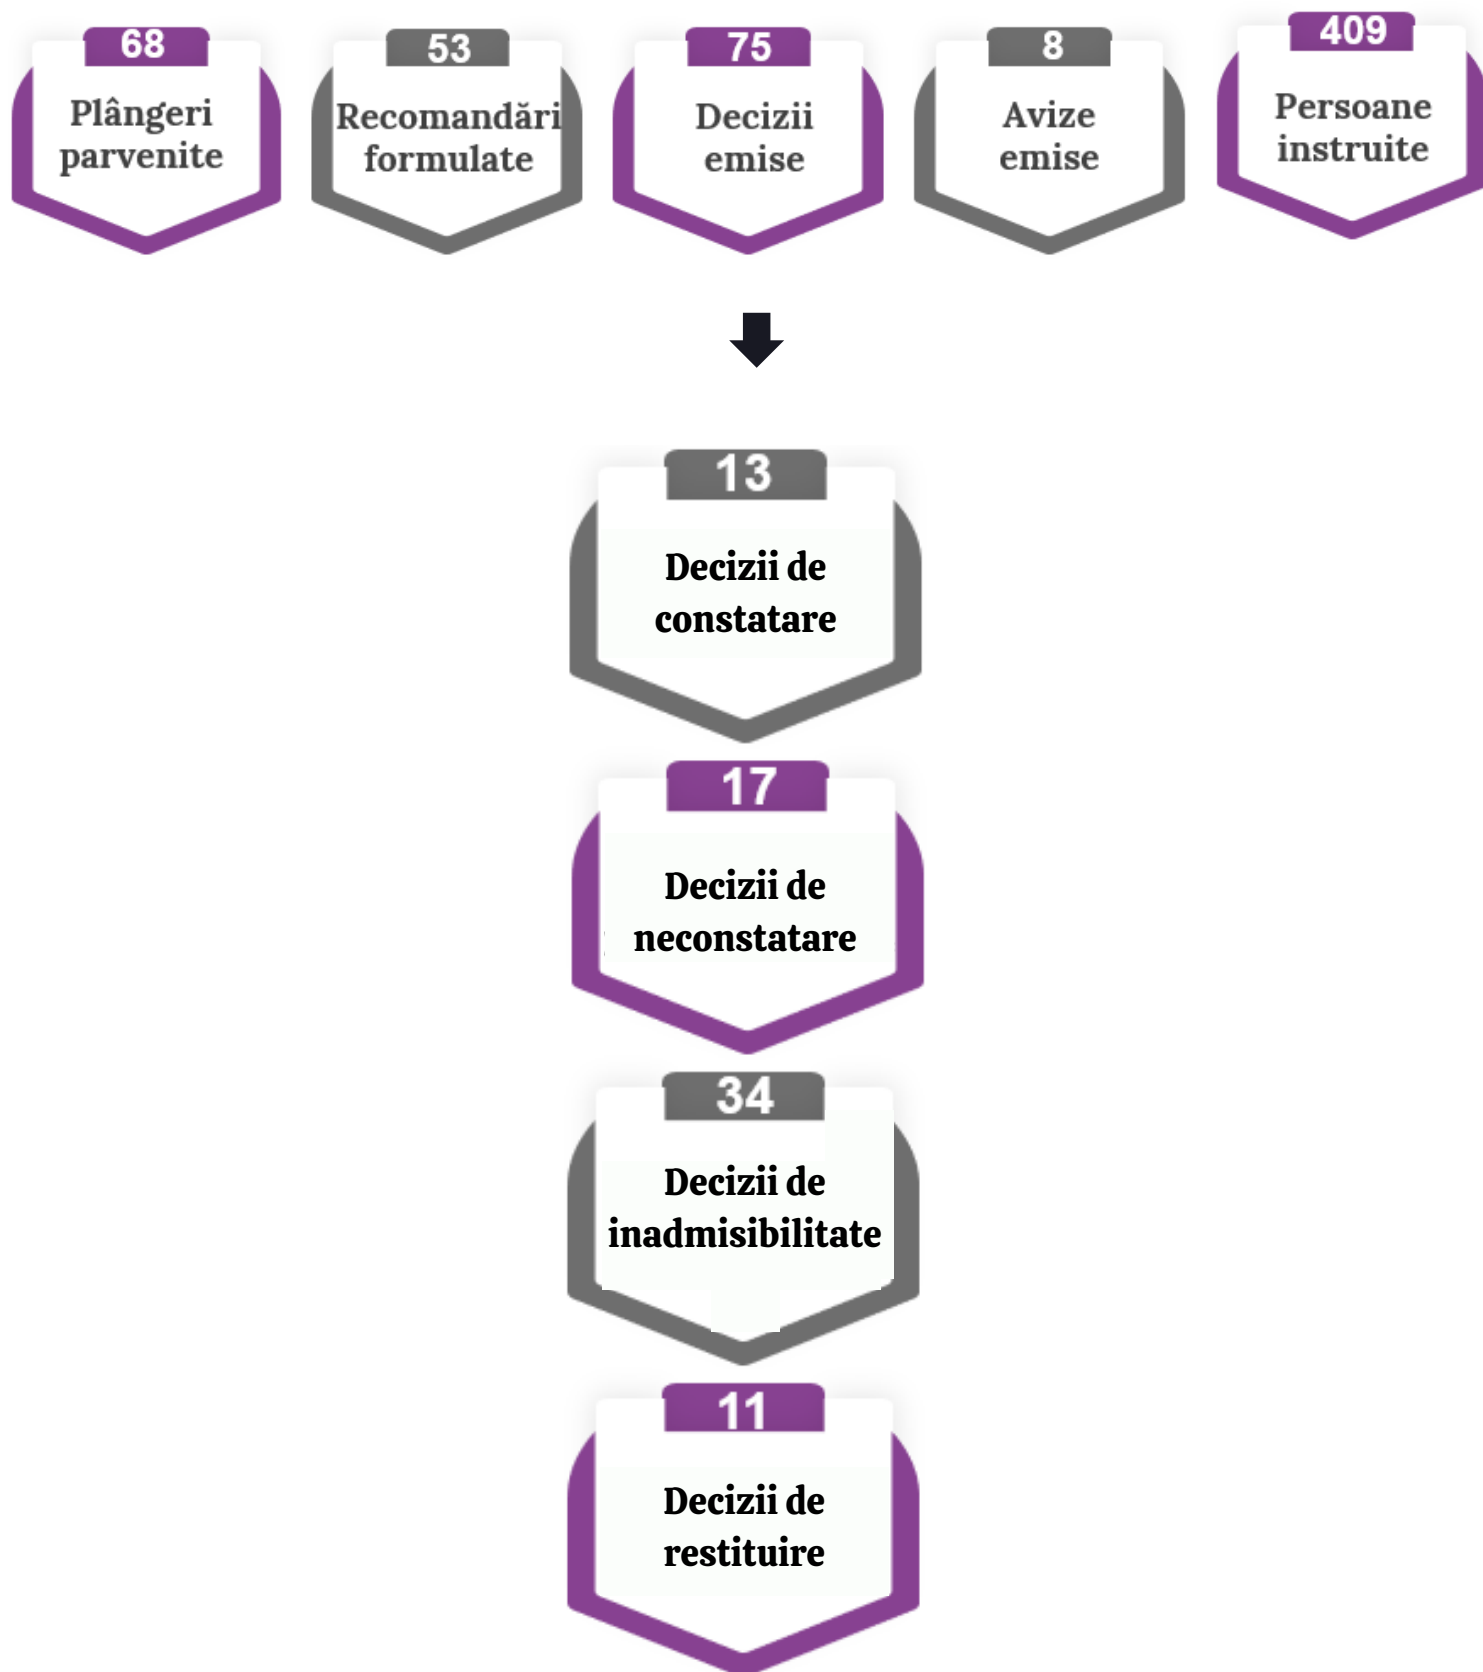 68
Plângeri
parvenite
53
Recomandări
formulate
75
Decizii
emise
8
Avize
emise
409
Persoane
instruite
13
Decizii de
constatare
17
Decizii de
neconstatare
34
Decizii de
inadmisibilitate
11
Decizii de
restituire